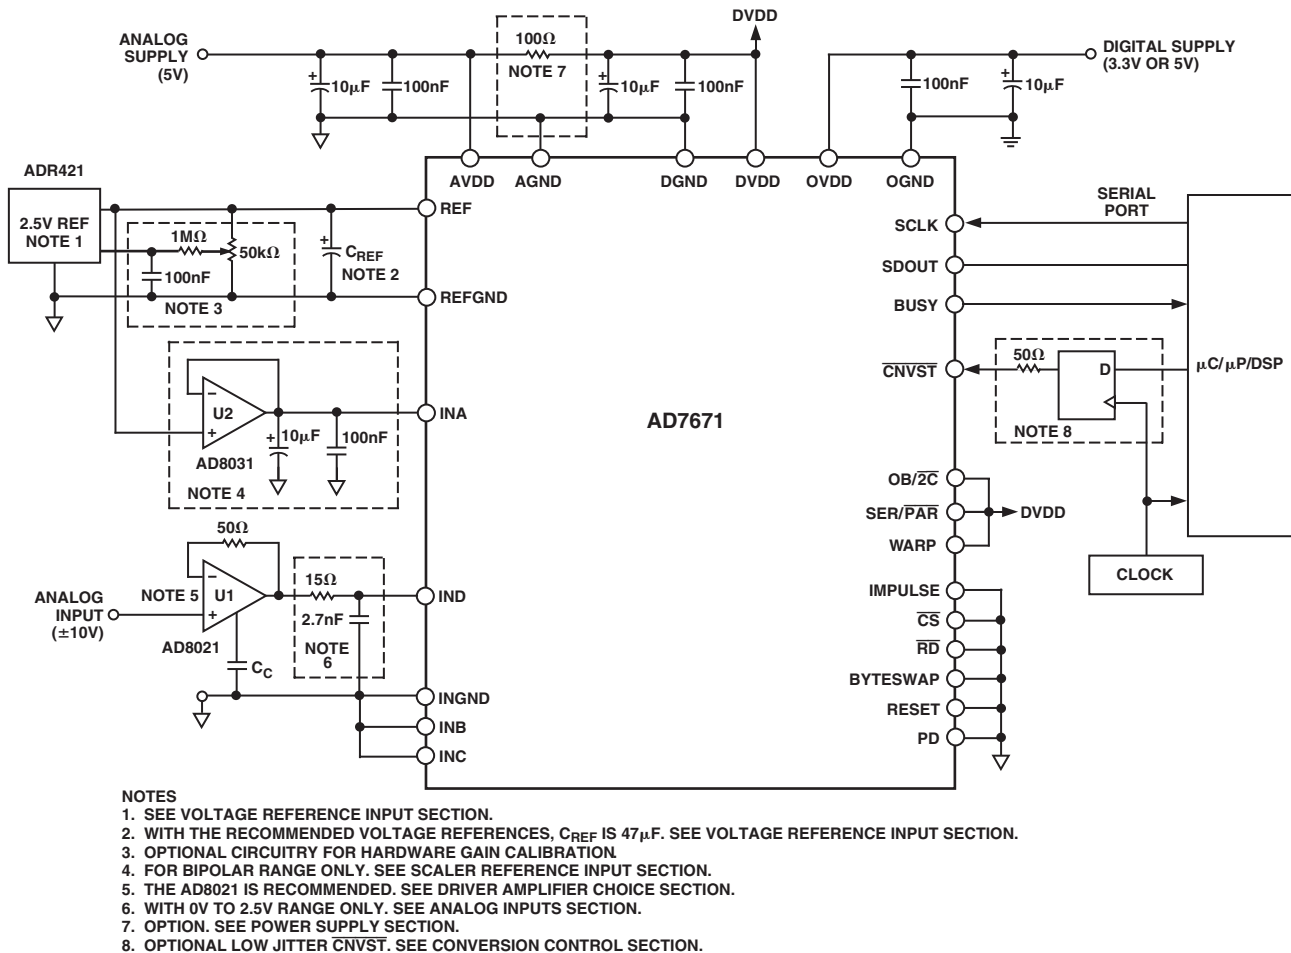 ANALOG
SUPPLY
(5V)
100Ω
NOTE 7
10μF
100nF
10μF
100nF
DVDD
DIGITAL SUPPLY
(3.3V OR 5V)
100nF
10μF
+
+
+
AVDD
AGND
DGND
DVDD
OVDD
OGND
ADR421
2.5V REF
NOTE 1
1MΩ
50kΩ
100nF
NOTE 3
+
CREF
NOTE 2
REF
REFGND
SERIAL
PORT
SCLK
SDOUT
BUSY
CNVST
50Ω
D
NOTE 8
μC/μP/DSP
−
U2
+
AD8031
+
10μF
100nF
NOTE 4
INA
AD7671
OB/2C
SER/PAR
WARP
DVDD
CLOCK
50Ω
NOTE 5
−
U1
+
AD8021
ANALOG
INPUT
(±10V)
CC
15Ω
2.7nF
NOTE
6
IND
INGND
INB
INC
IMPULSE
CS
RD
BYTESWAP
RESET
PD
NOTES
1. SEE VOLTAGE REFERENCE INPUT SECTION.
2. WITH THE RECOMMENDED VOLTAGE REFERENCES, CREF IS 47μF. SEE VOLTAGE REFERENCE INPUT SECTION.
3. OPTIONAL CIRCUITRY FOR HARDWARE GAIN CALIBRATION.
4. FOR BIPOLAR RANGE ONLY. SEE SCALER REFERENCE INPUT SECTION.
5. THE AD8021 IS RECOMMENDED. SEE DRIVER AMPLIFIER CHOICE SECTION.
6. WITH 0V TO 2.5V RANGE ONLY. SEE ANALOG INPUTS SECTION.
7. OPTION. SEE POWER SUPPLY SECTION.
8. OPTIONAL LOW JITTER CNVST. SEE CONVERSION CONTROL SECTION.